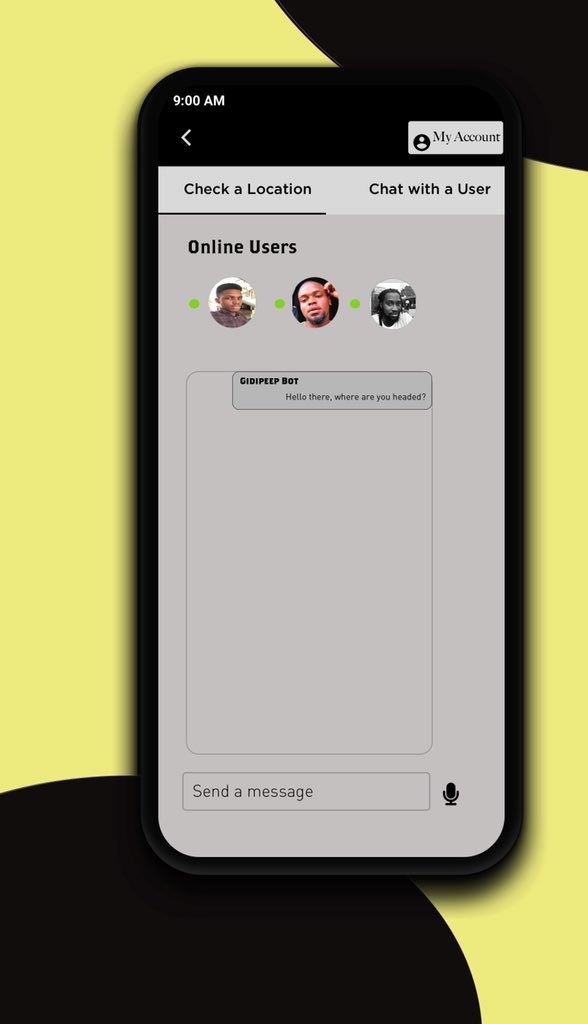 9:00 AM
My Account
Check a Location
Chat with a User
Online Users
Gidipeep Bot
Hello there, where are you headed?
Send a message